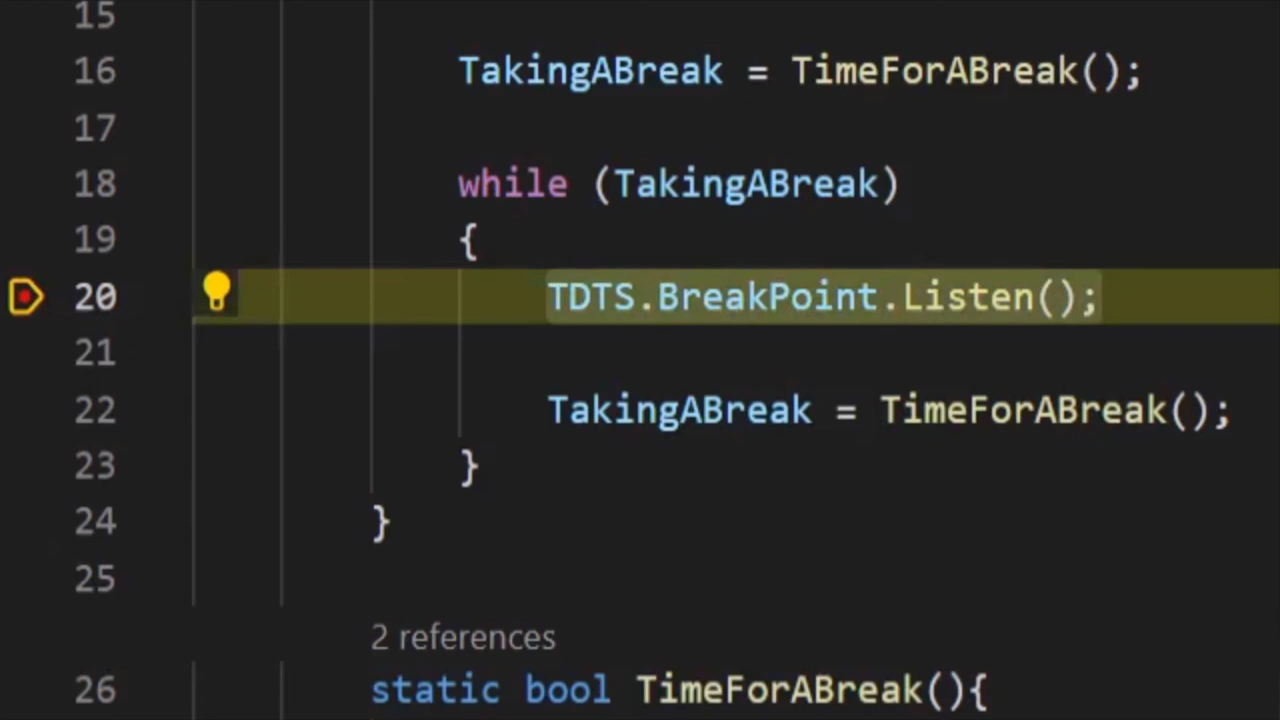 15
16 TakingABreak = TimeForABreak();
17
18 while (TakingABreak)
19 {
20 TDTS.BreakPoint.Listen();
21
22 TakingABreak = TimeForABreak();
23 }
24 }
25
2 references
26 static bool TimeForABreak(){